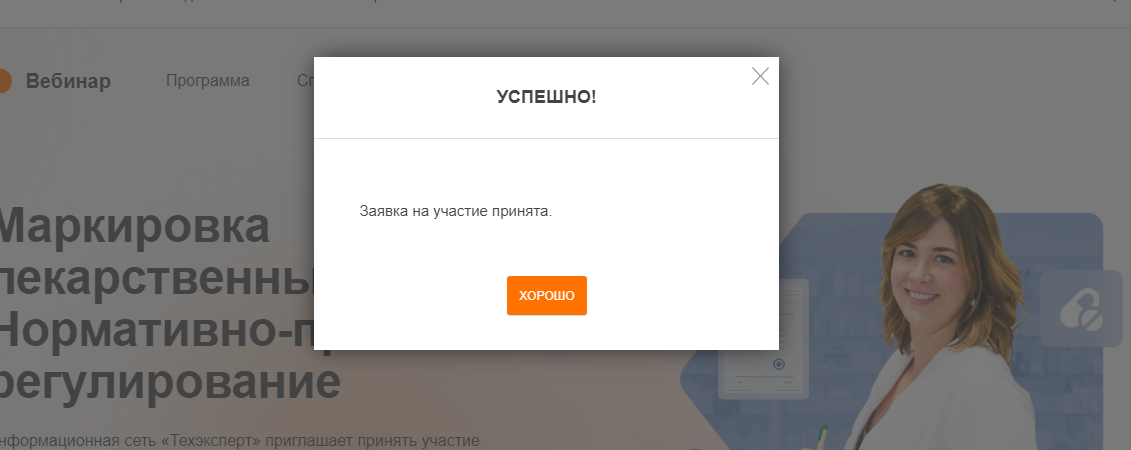 Вебинар
Программа
УСПЕШНО!
Заявка на участие принята.
ХОРОШО
Маркировка
лекарственны
Нормативно-п
регулирование
нформационная сеть «Техэксперт» приглашает принять участие